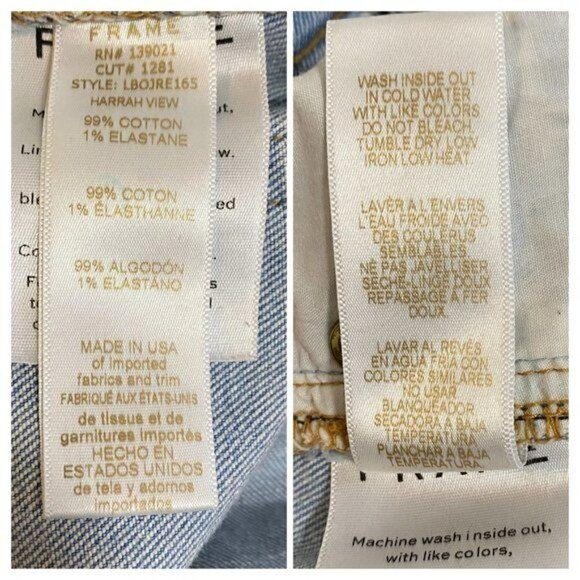 FRAME
RN# 139021
CUT# 1281
STYLE: LBOJRE165
HARRAH VIEW
99% COTTON
1% ELASTANE
99% COTON
1% ÉLASTHANNE
99% ALGODÓN
1% ELASTANO
MADE IN USA
of imported
fabrics and trim
FABRIQUÉ AUX ÉTATS-UNIS
de tissus et de
garnitures importés
HECHO EN
ESTADOS UNIDOS
de tela y adornos
importados
WASH INSIDE OUT
IN COLD WATER
WITH LIKE COLORS
DO NOT BLEACH
TUMBLE DRY LOW
IRON LOW HEAT.
LAVER A L'ENVERS
L'EAU FROIDE AVEC
DES COULERUS
SEMBLABLES
NE PAS JAVELLISER
SECHE-LINGE DOUX
REPASSAGE A FER
DOUX.
LAVAR AL REVÉS
EN AGUA FRIA CON
COLORES SIMILARES
NO USAR
BLANQUEADOR
SECADORA A BAJA
TEMPERATURA
PLANCHAR A BAJA
TEMPERATURA
FRAME
Machine wash inside out,
with like colors,